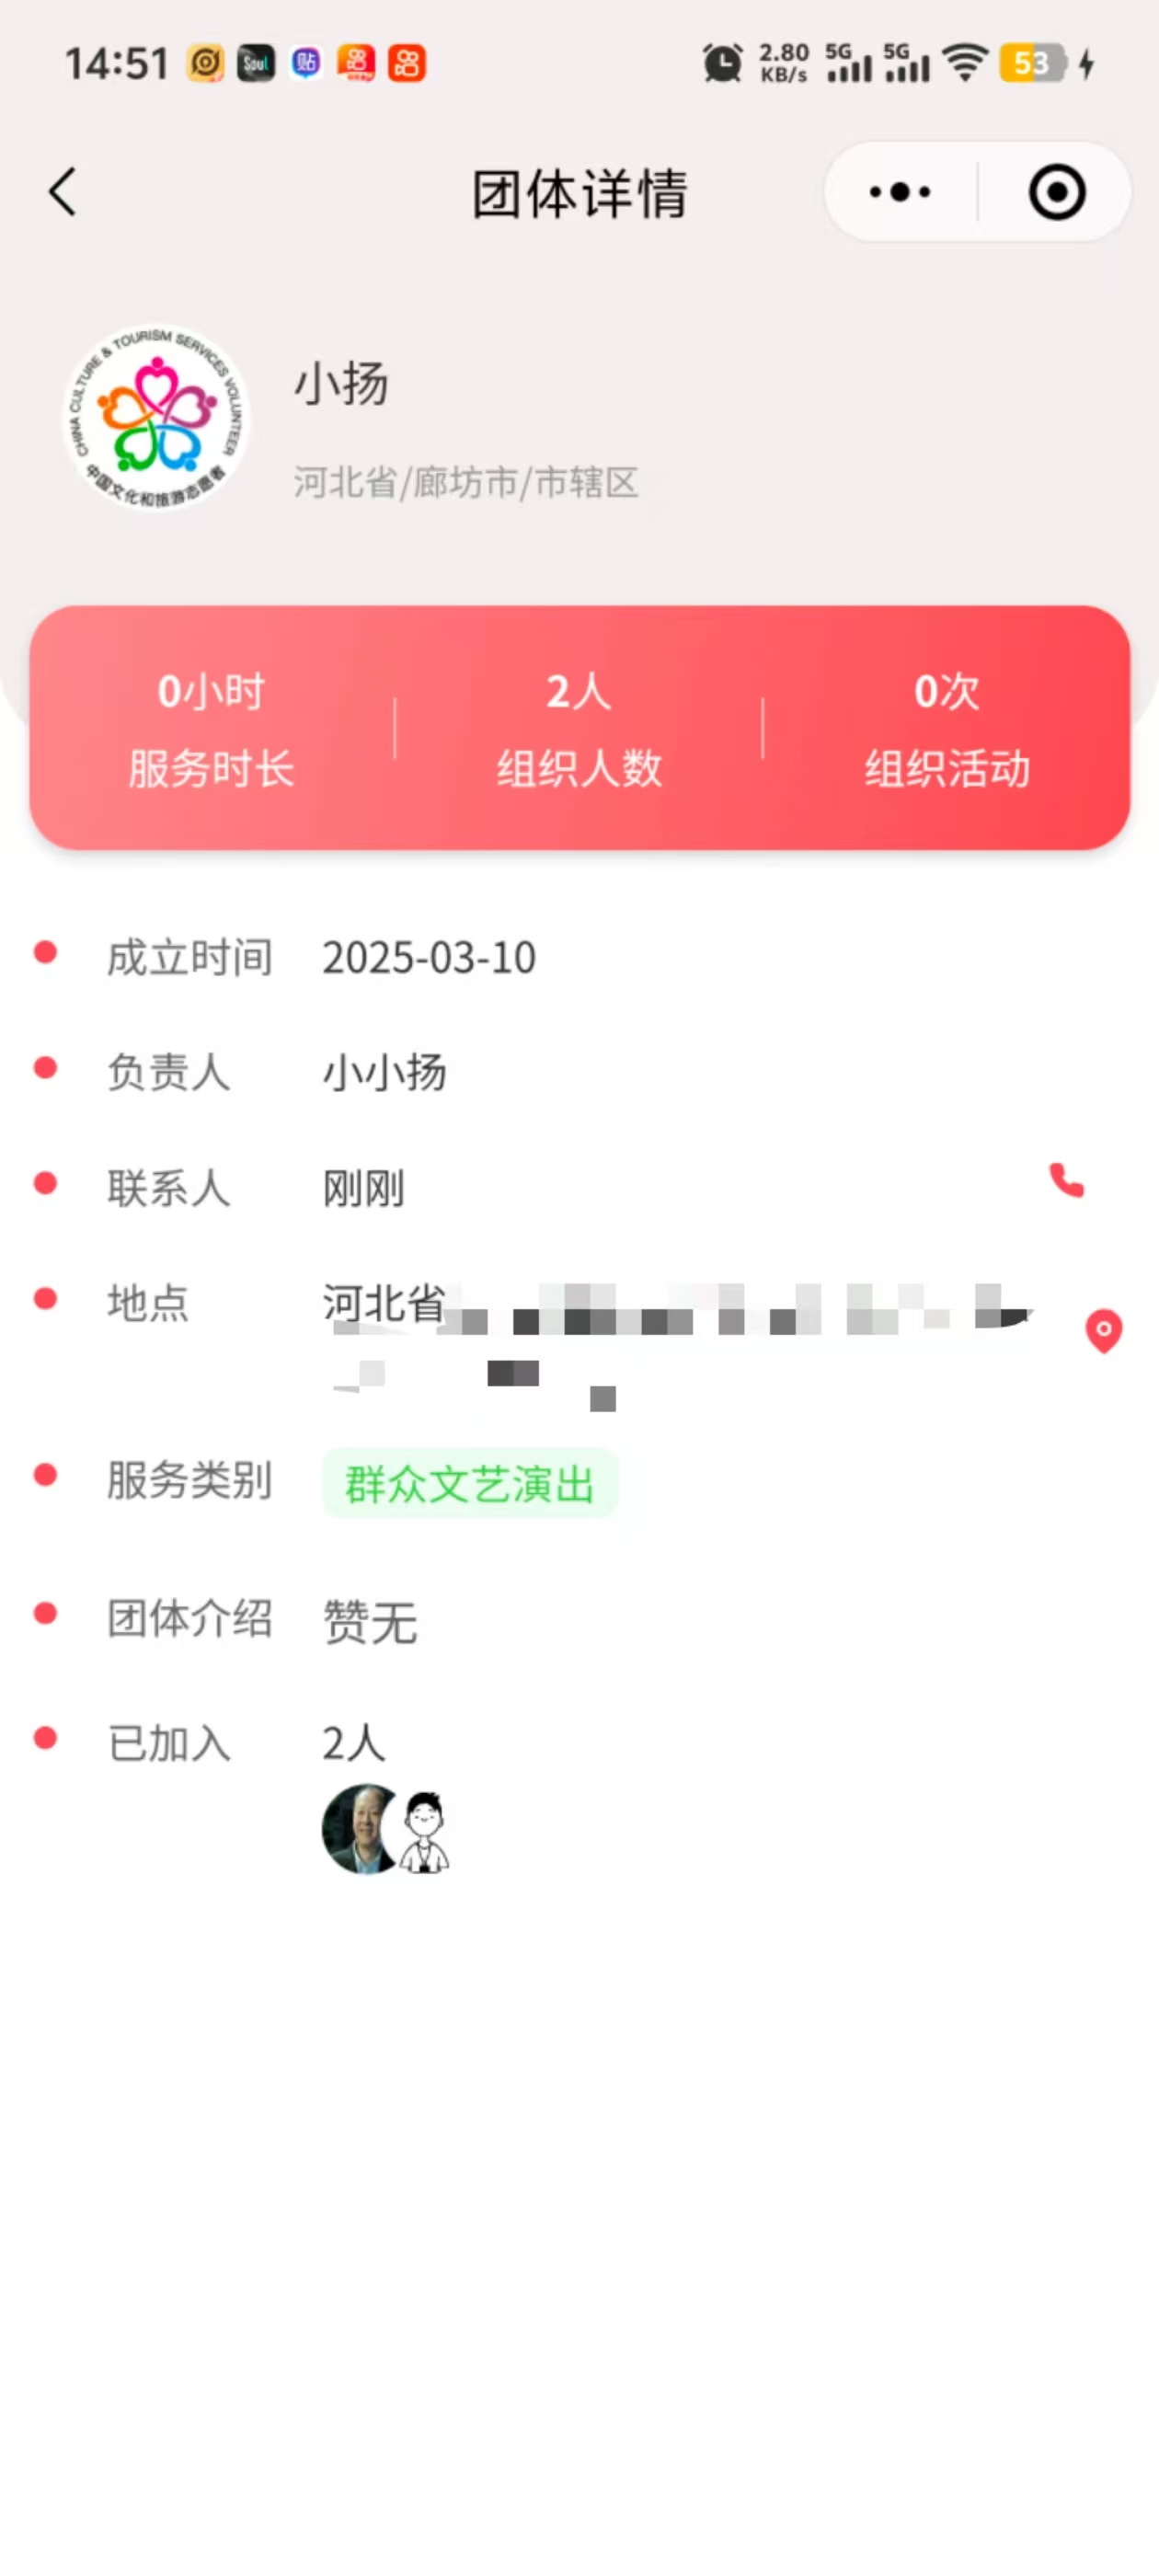 14:51 Soul 贴 2.80 KB/s 5G 5G 53
团体详情
CHINA CULTURE & TOURISM SERVICES VOLUNTEER
中国文化和旅游志愿者
小扬
河北省/廊坊市/市辖区
0小时 2人 0次
服务时长 组织人数 组织活动
成立时间 2025-03-10
负责人 小小扬
联系人 刚刚
地点 河北省
服务类别 群众文艺演出
团体介绍 赞无
已加入 2人